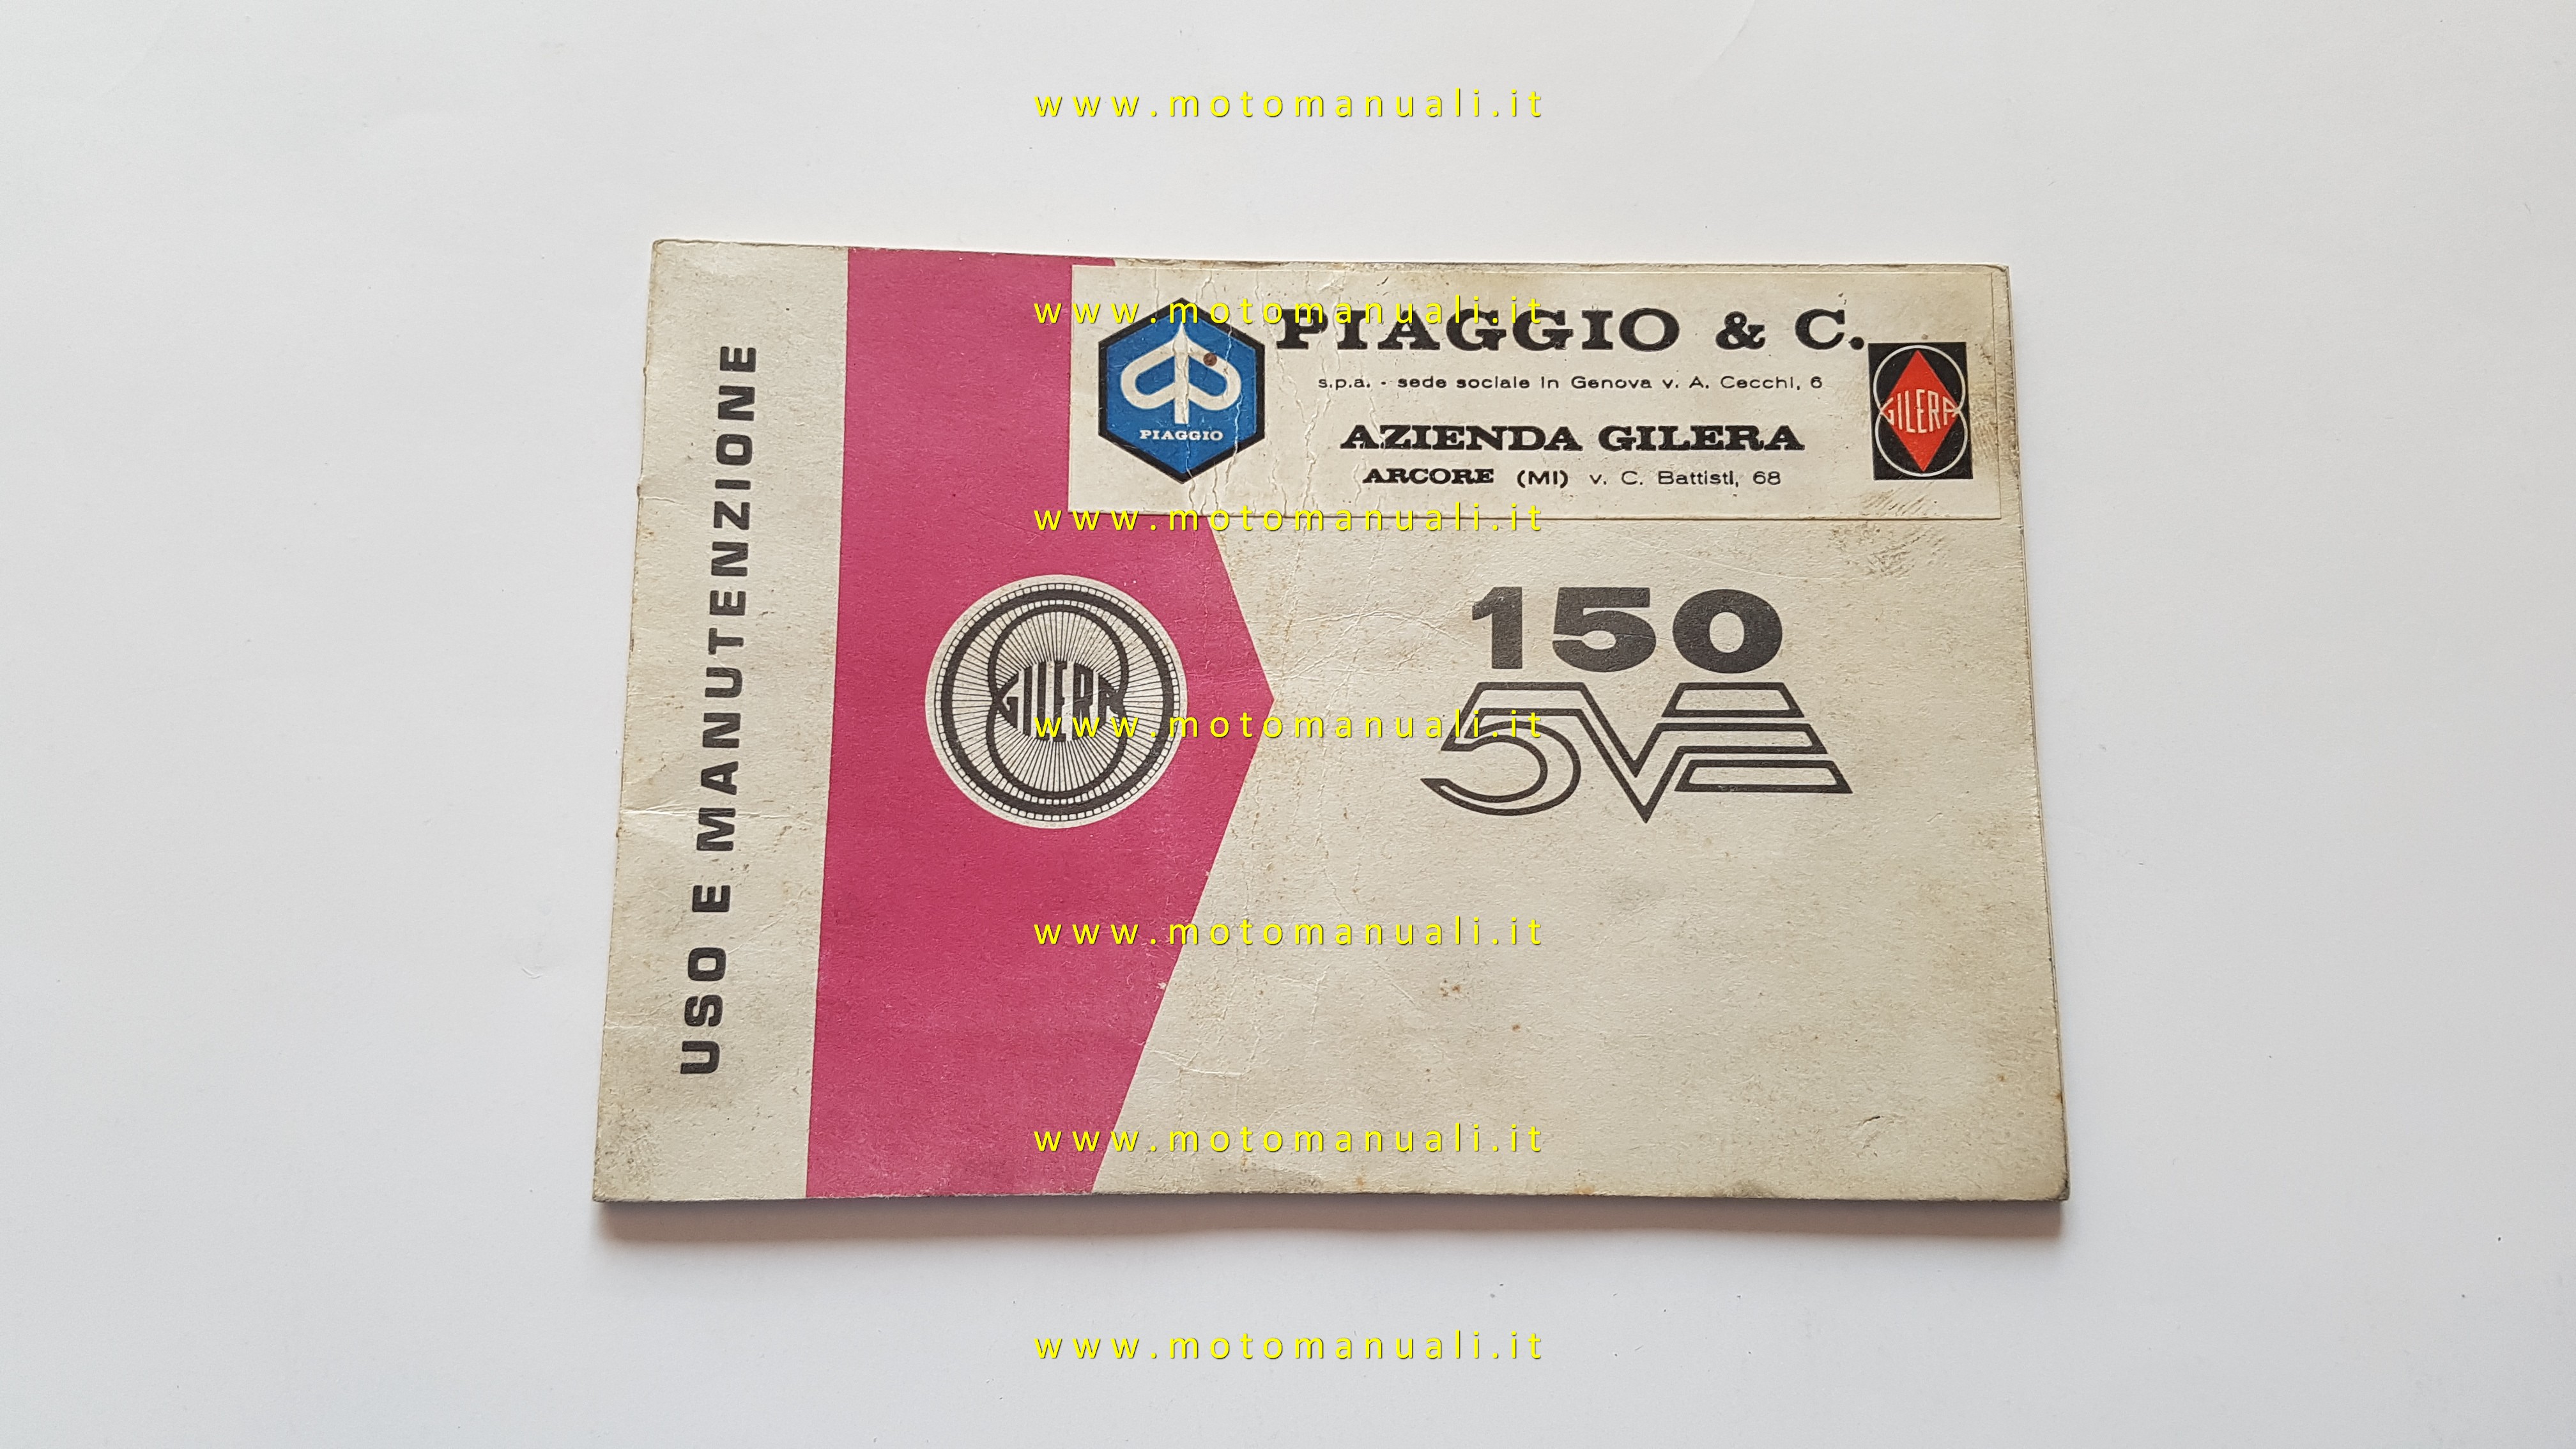 www.motomanuali.it
www.motomanuali.it
PIAGGIO & C.
s.p.a. - sede sociale in Genova v. A. Cecchi, 6
AZIENDA GILERA
ARCORE (MI) v. C. Battisti, 68
PIAGGIO
GILERA
www.motomanuali.it
USO E MANUTENZIONE
GILERA
150
5V
www.motomanuali.it
www.motomanuali.it
www.motomanuali.it
www.motomanuali.it